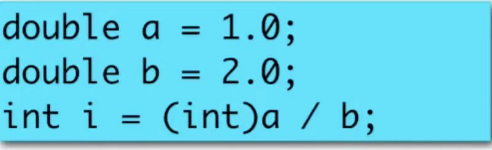 double a = 1.0;
double b = 2.0;
int i = (int)a / b;